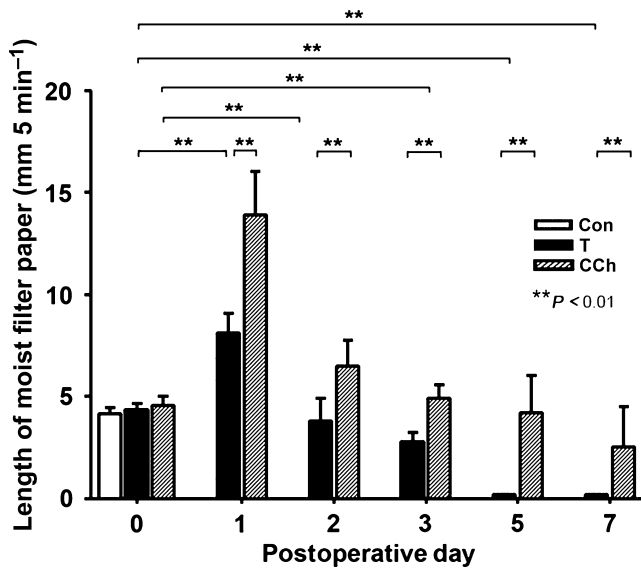 **
**
**
**
** ** ** ** ** **
20
15
10
5
0
Length of moist filter paper (mm 5 min⁻¹)
Con
T
CCh
**P < 0.01
0 1 2 3 5 7
Postoperative day